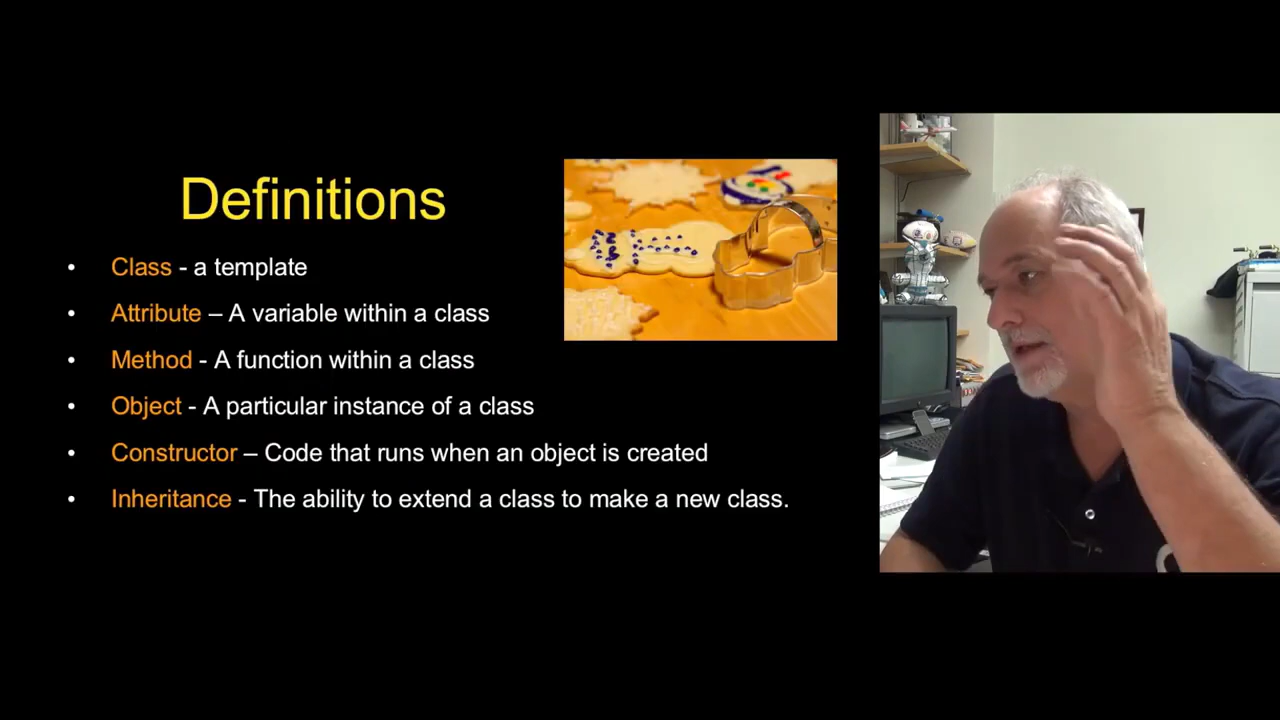 Definitions
• Class - a template
• Attribute – A variable within a class
• Method - A function within a class
• Object - A particular instance of a class
• Constructor – Code that runs when an object is created
• Inheritance - The ability to extend a class to make a new class.